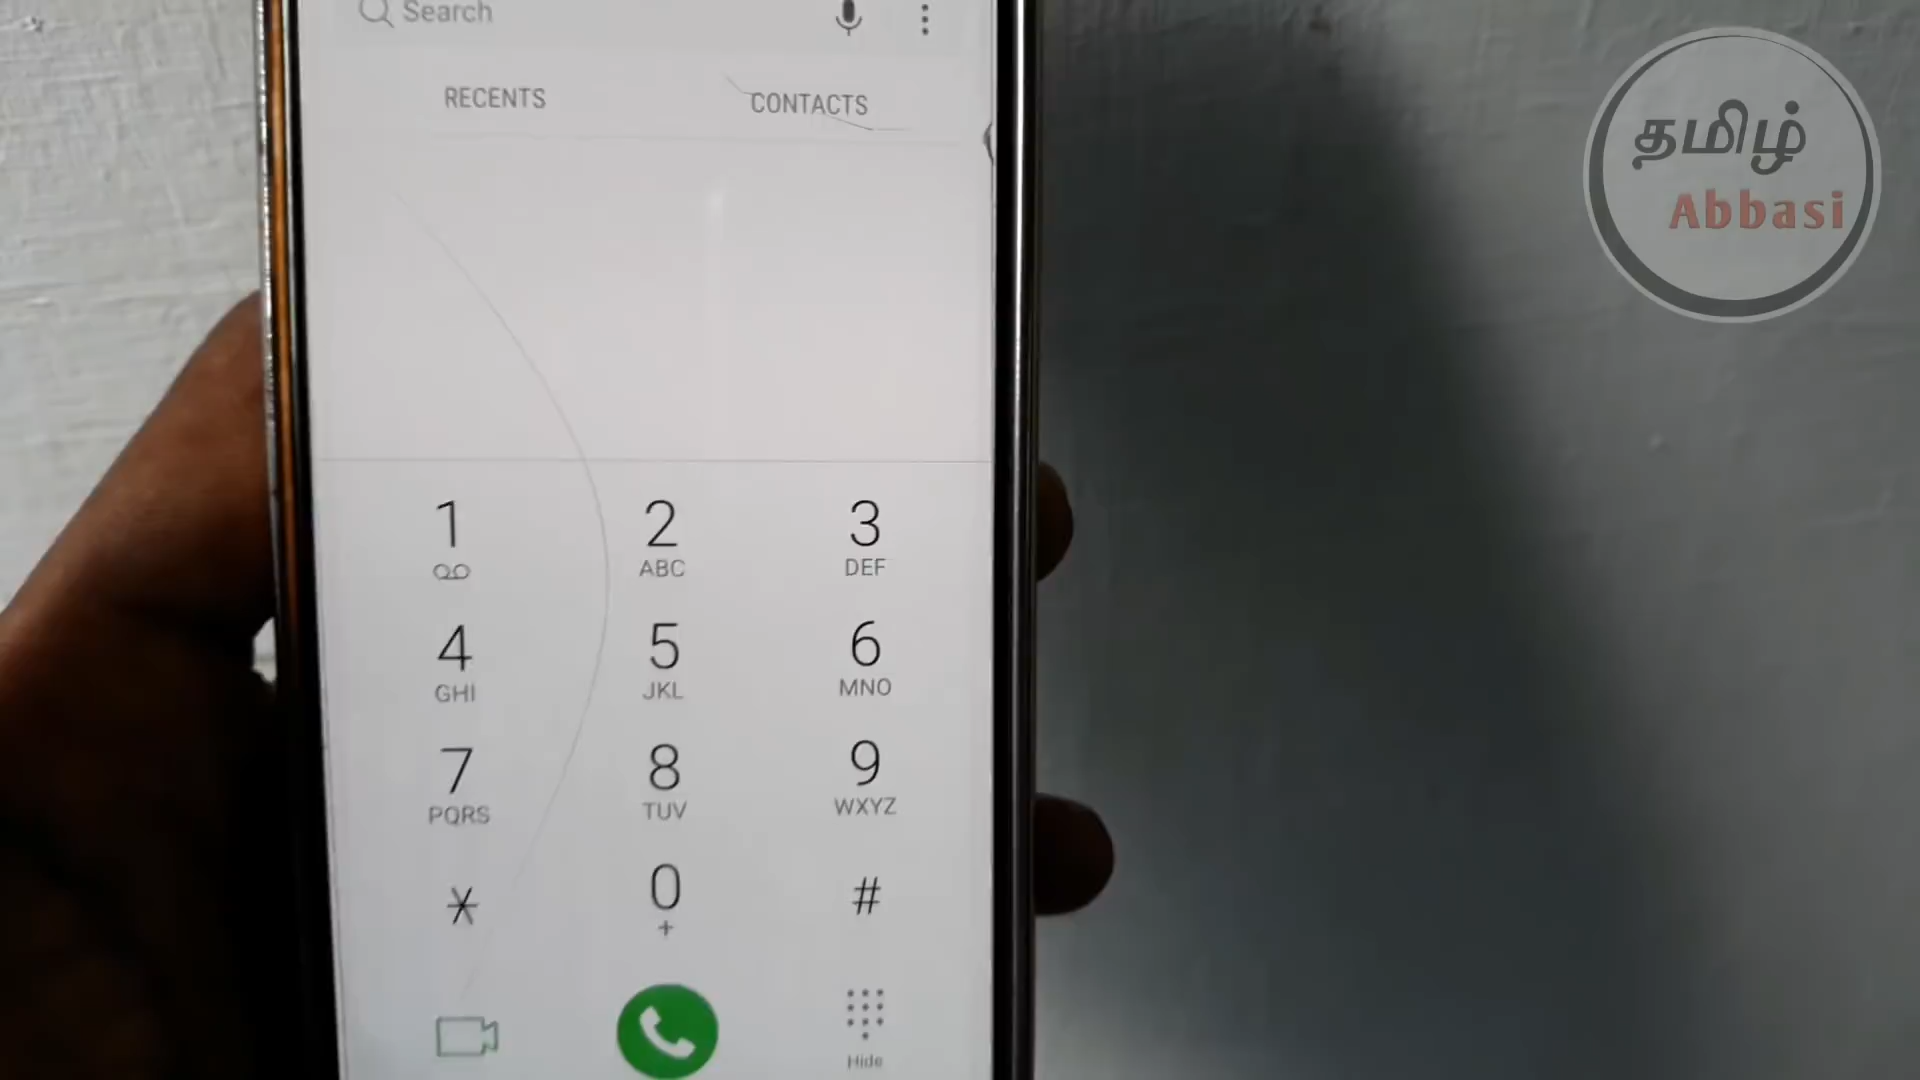 Search
RECENTS
CONTACTS
1
2
ABC
3
DEF
4
GHI
5
JKL
6
MNO
7
PQRS
8
TUV
9
WXYZ
*
0
+
#
Hide
தமிழ்
Abbasi